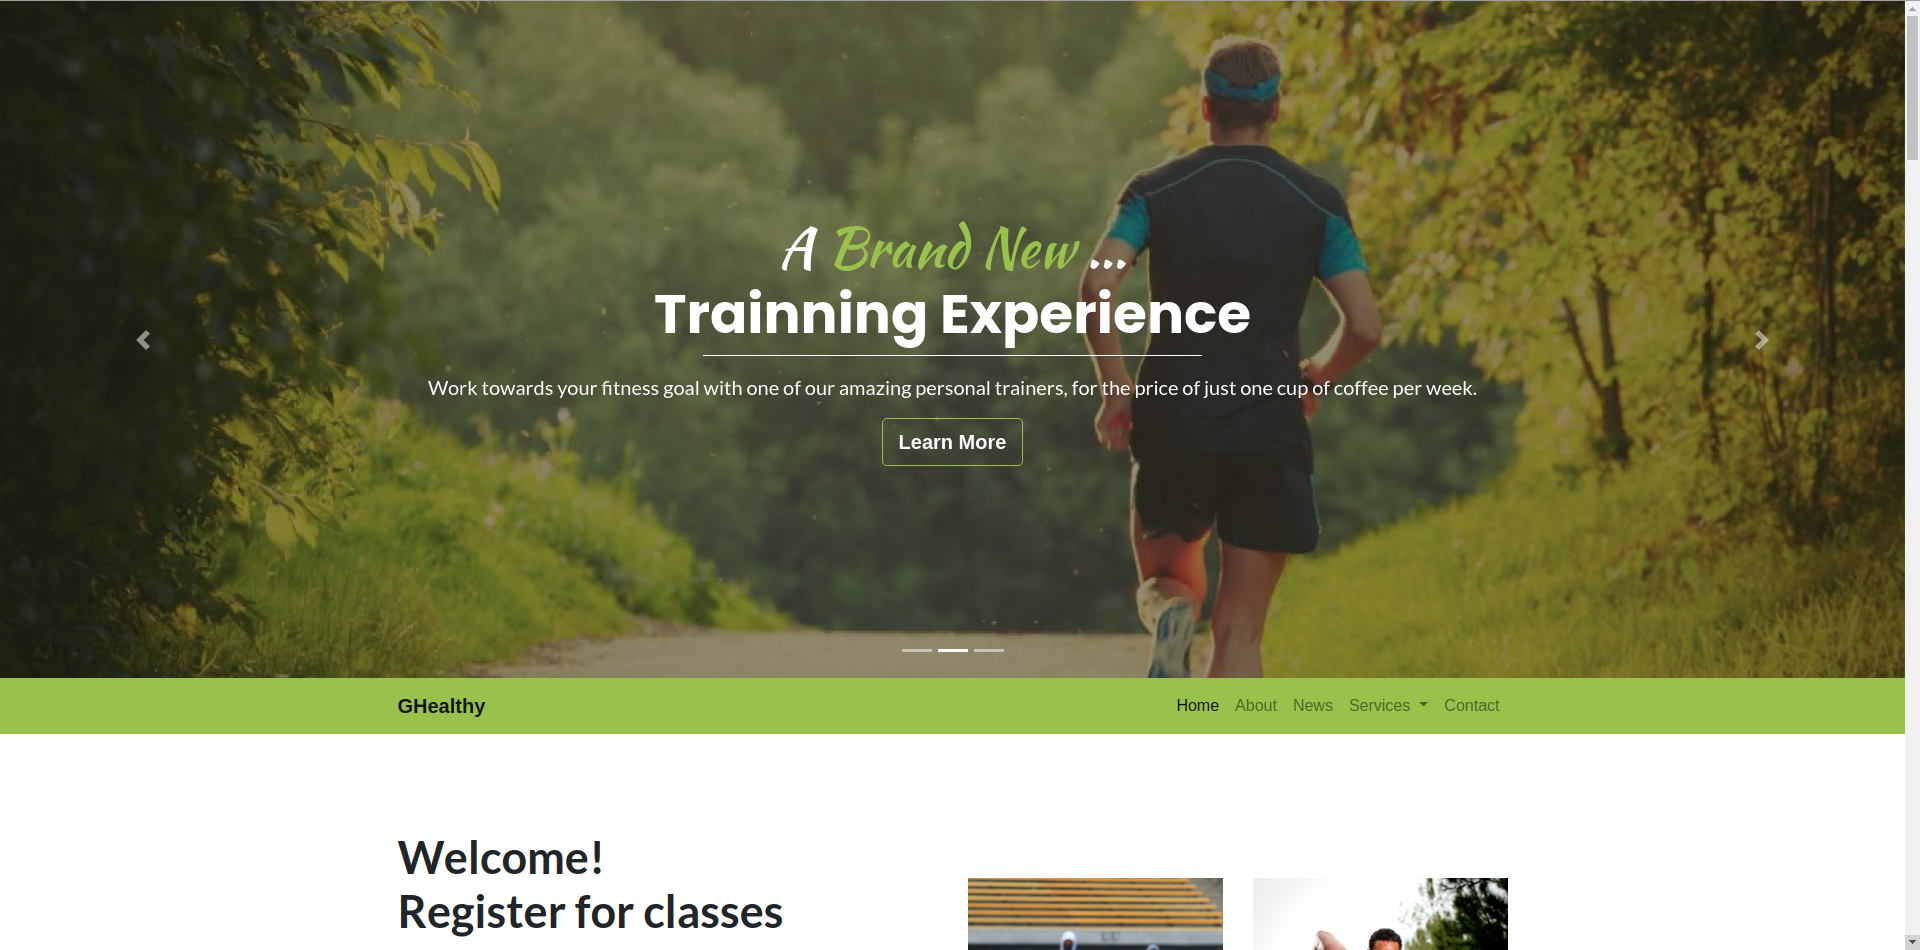 A Brand New ...
Trainning Experience
Work towards your fitness goal with one of our amazing personal trainers, for the price of just one cup of coffee per week.
Learn More
GHealthy
Home About News Services Contact
Welcome!
Register for classes